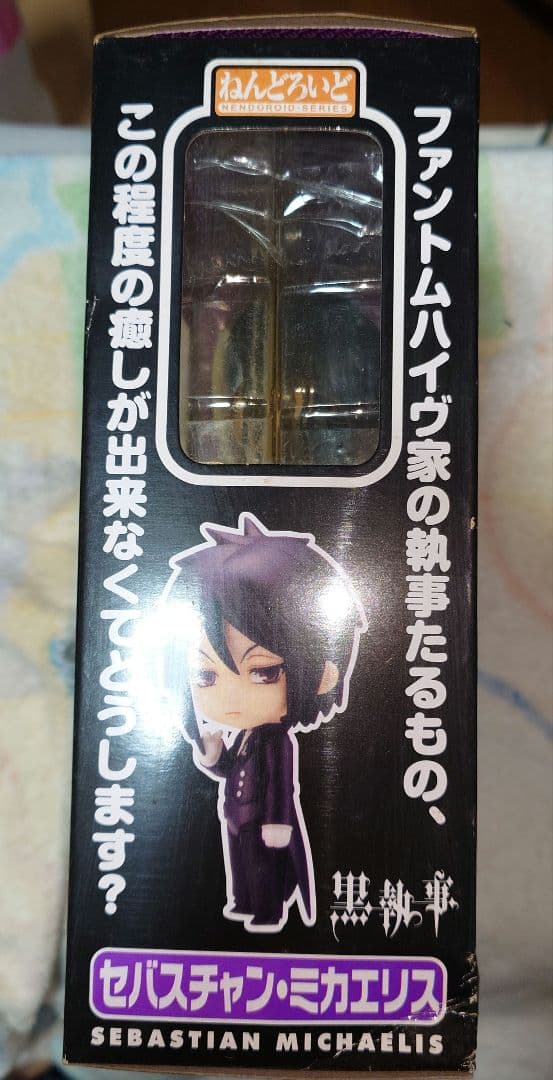 ねんどろいど
NENDOROID-SERIES
ファントムハイヴ家の執事たるもの、
この程度の癒しが出来なくてどうします？
黒執事
セバスチャン・ミカエリス
SEBASTIAN MICHAELIS